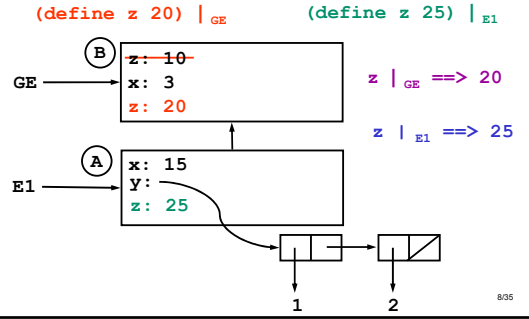 (define z 20) | GE
(define z 25) | E1
B
z: 10
GE
x: 3
z: 20
z | GE ==> 20
z | E1 ==> 25
A
x: 15
E1
y:
z: 25
1
2
8/35